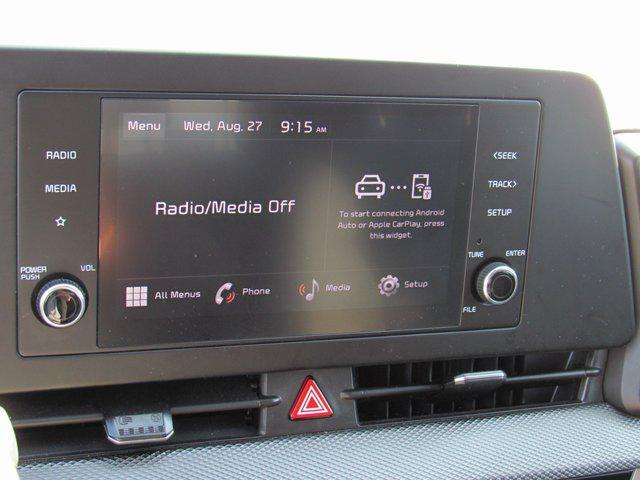 Menu Wed, Aug. 27 9:15 AM
RADIO
MEDIA
POWER
PUSH
VOL
Radio/Media Off
To start connecting Android
Auto or Apple CarPlay, press
this widget.
All Menus
Phone
Media
Setup
<SEEK
TRACK>
SETUP
TUNE
ENTER
FILE